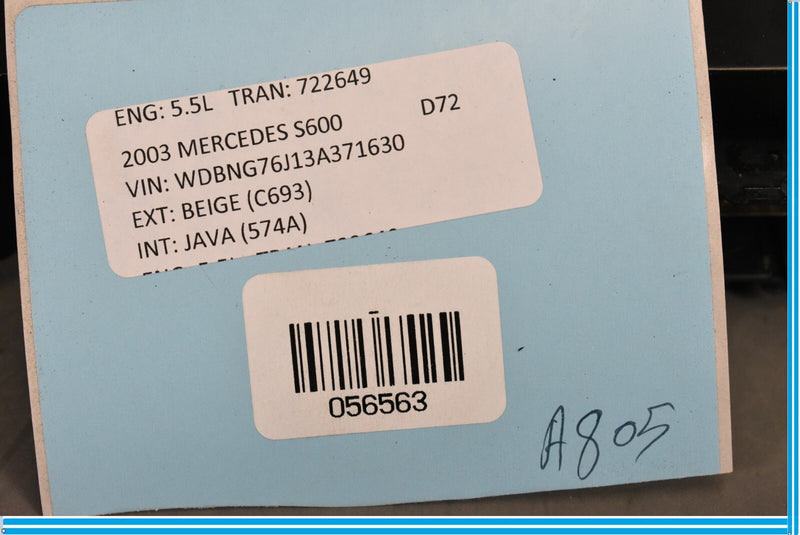 ENG: 5.5L TRAN: 722649
2003 MERCEDES S600 D72
VIN: WDBNG76J13A371630
EXT: BEIGE (C693)
INT: JAVA (574A)
056563
A805